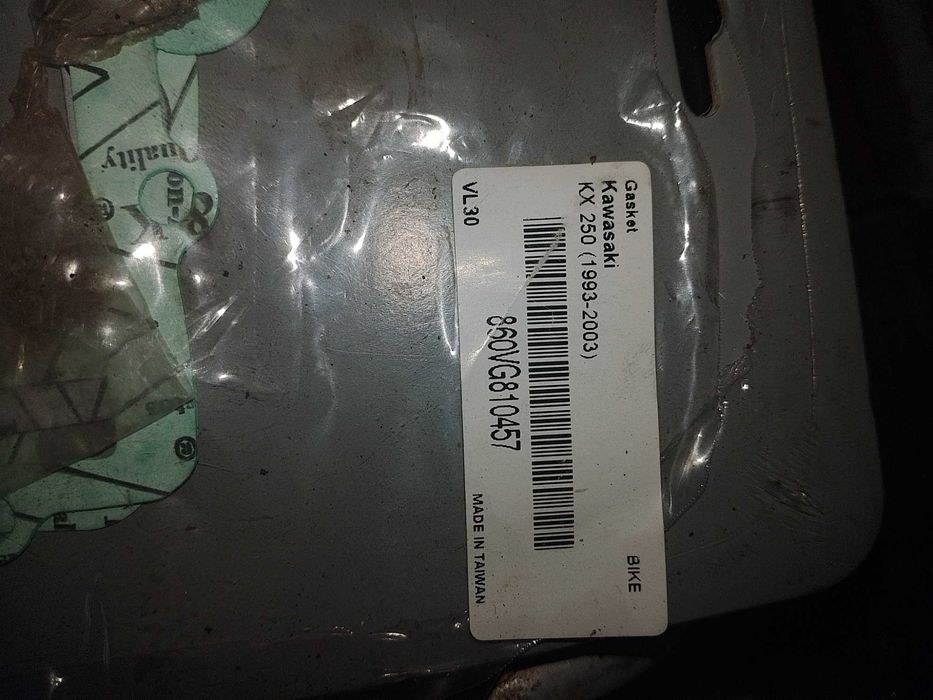 Gasket
BIKE
Kawasaki
KX 250 (1993-2003)
860VG810457
VL30
MADE IN TAIWAN
Quality
®
®